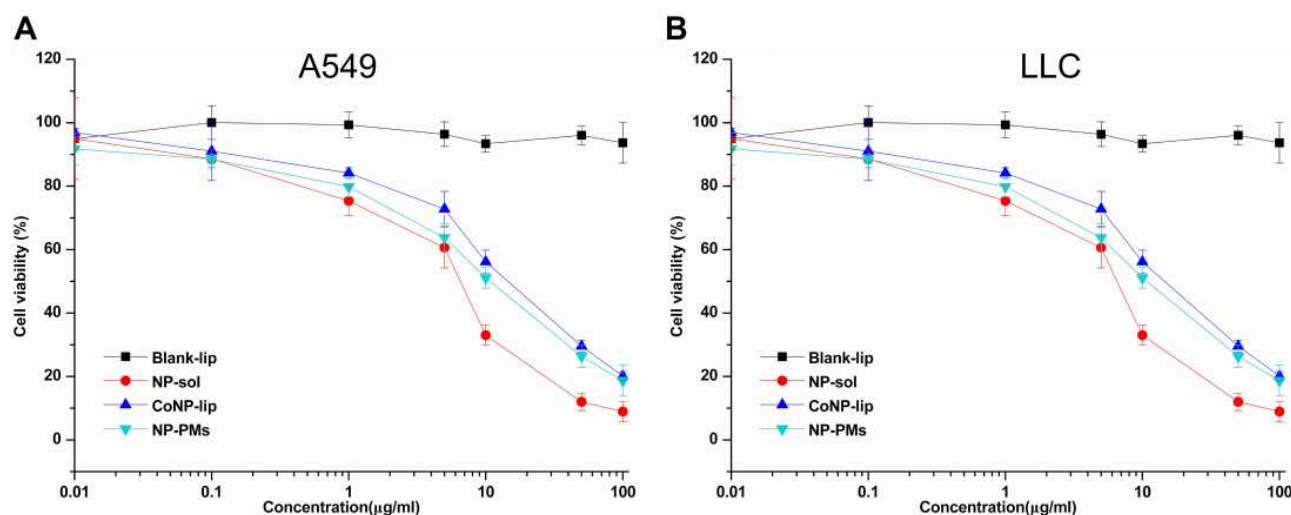 A
A549
Cell viability (%)
120
100
80
60
40
20
0
Blank-lip
NP-sol
CoNP-lip
NP-PMs
0.01
0.1
1
10
100
Concentration(μg/ml)
B
LLC
Cell viability (%)
120
100
80
60
40
20
0
Blank-lip
NP-sol
CoNP-lip
NP-PMs
0.01
0.1
1
10
100
Concentration(μg/ml)